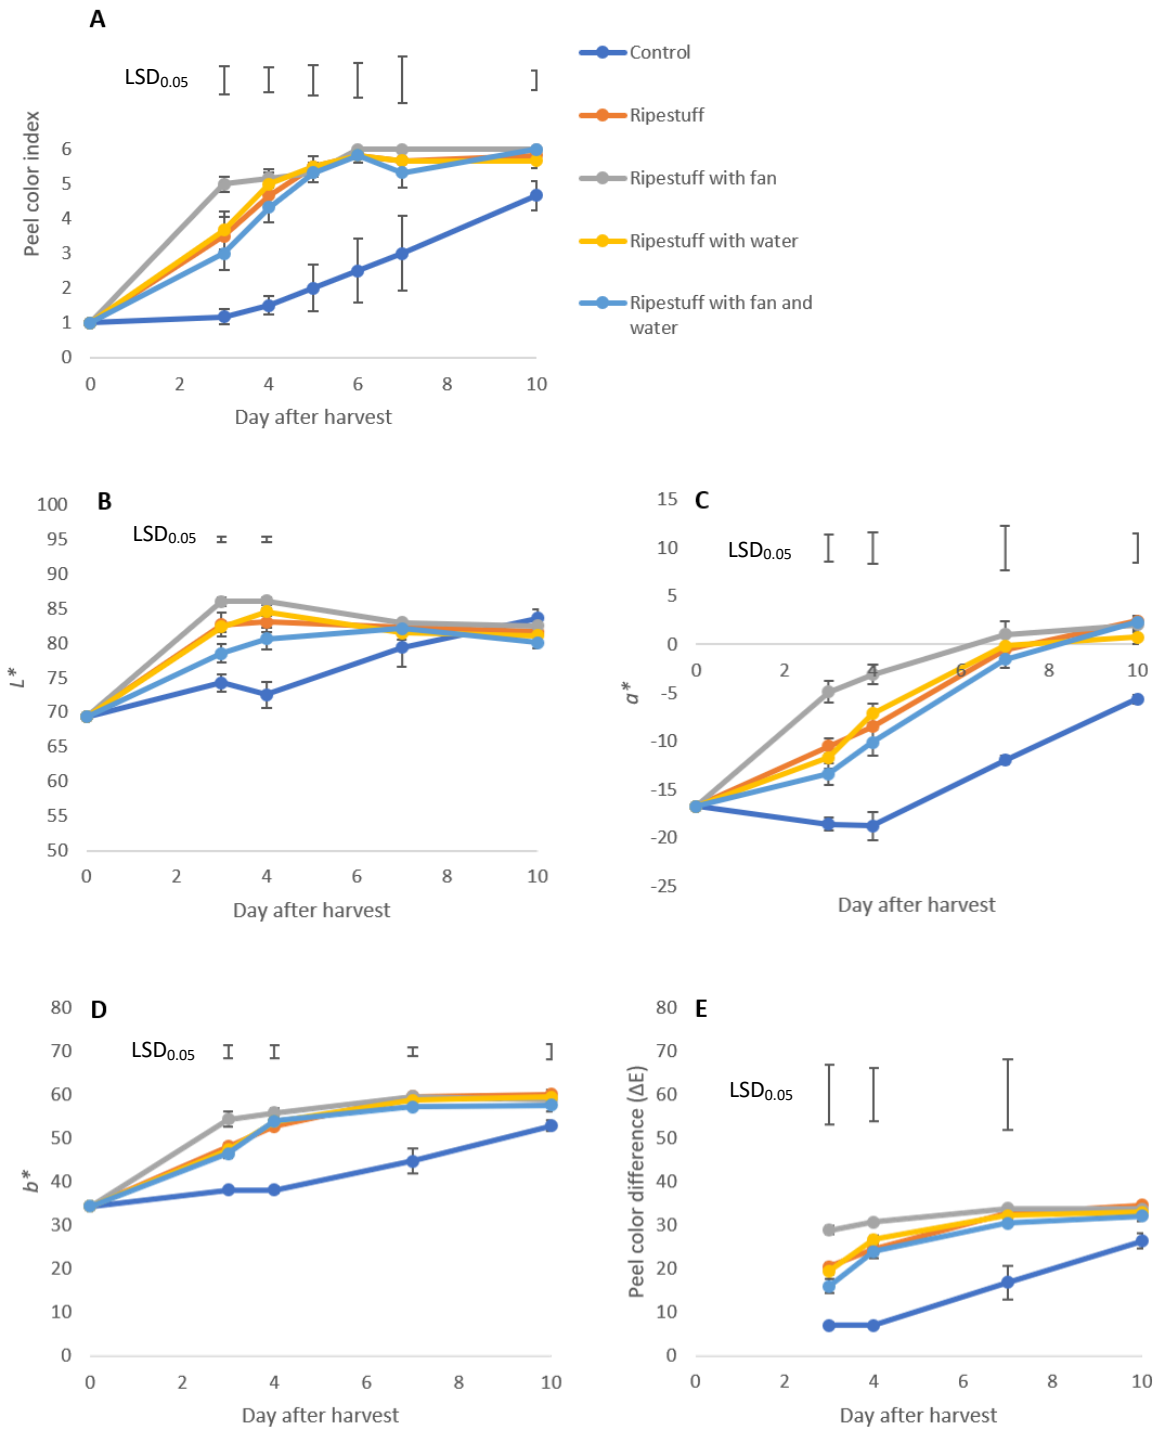 A
LSD0.05
Peel color index
6
5
4
3
2
1
0
0 2 4 6 8 10
Day after harvest
Control
Ripestuff
Ripestuff with fan
Ripestuff with water
Ripestuff with fan and
water
B
LSD0.05
L*
100
95
90
85
80
75
70
65
60
55
50
0 2 4 6 8 10
Day after harvest
C
LSD0.05
a*
15
10
5
0
-5
-10
-15
-20
-25
0 2 4 6 8 10
Day after harvest
D
LSD0.05
b*
80
70
60
50
40
30
20
10
0
0 2 4 6 8 10
Day after harvest
E
LSD0.05
Peel color difference (ΔE)
80
70
60
50
40
30
20
10
0
0 2 4 6 8 10
Day after harvest